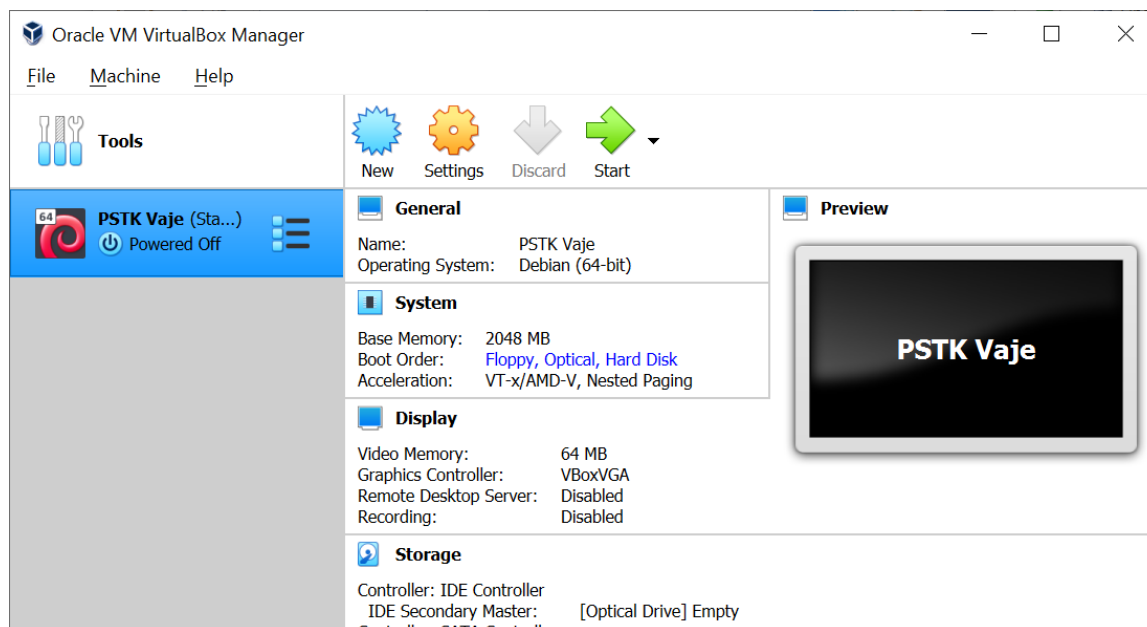 Oracle VM VirtualBox Manager
File Machine Help
Tools
New Settings Discard Start
64
PSTK Vaje (Sta...)
Powered Off
General
Name: PSTK Vaje
Operating System: Debian (64-bit)
System
Base Memory: 2048 MB
Boot Order: Floppy, Optical, Hard Disk
Acceleration: VT-x/AMD-V, Nested Paging
Display
Video Memory: 64 MB
Graphics Controller: VBoxVGA
Remote Desktop Server: Disabled
Recording: Disabled
Storage
Controller: IDE Controller
IDE Secondary Master: [Optical Drive] Empty
Preview
PSTK Vaje